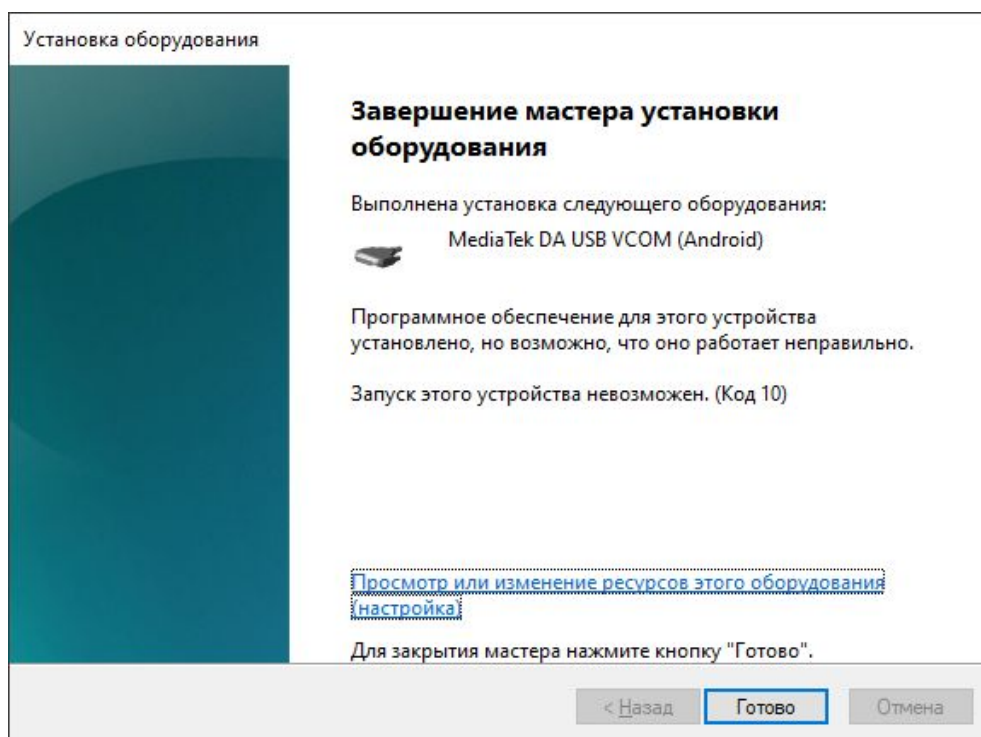 Установка оборудования
Завершение мастера установки
оборудования
Выполнена установка следующего оборудования:
MediaTek DA USB VCOM (Android)
Программное обеспечение для этого устройства
установлено, но возможно, что оно работает неправильно.
Запуск этого устройства невозможен. (Код 10)
Просмотр или изменение ресурсов этого оборудования
(настройка)
Для закрытия мастера нажмите кнопку "Готово".
< Назад Готово Отмена